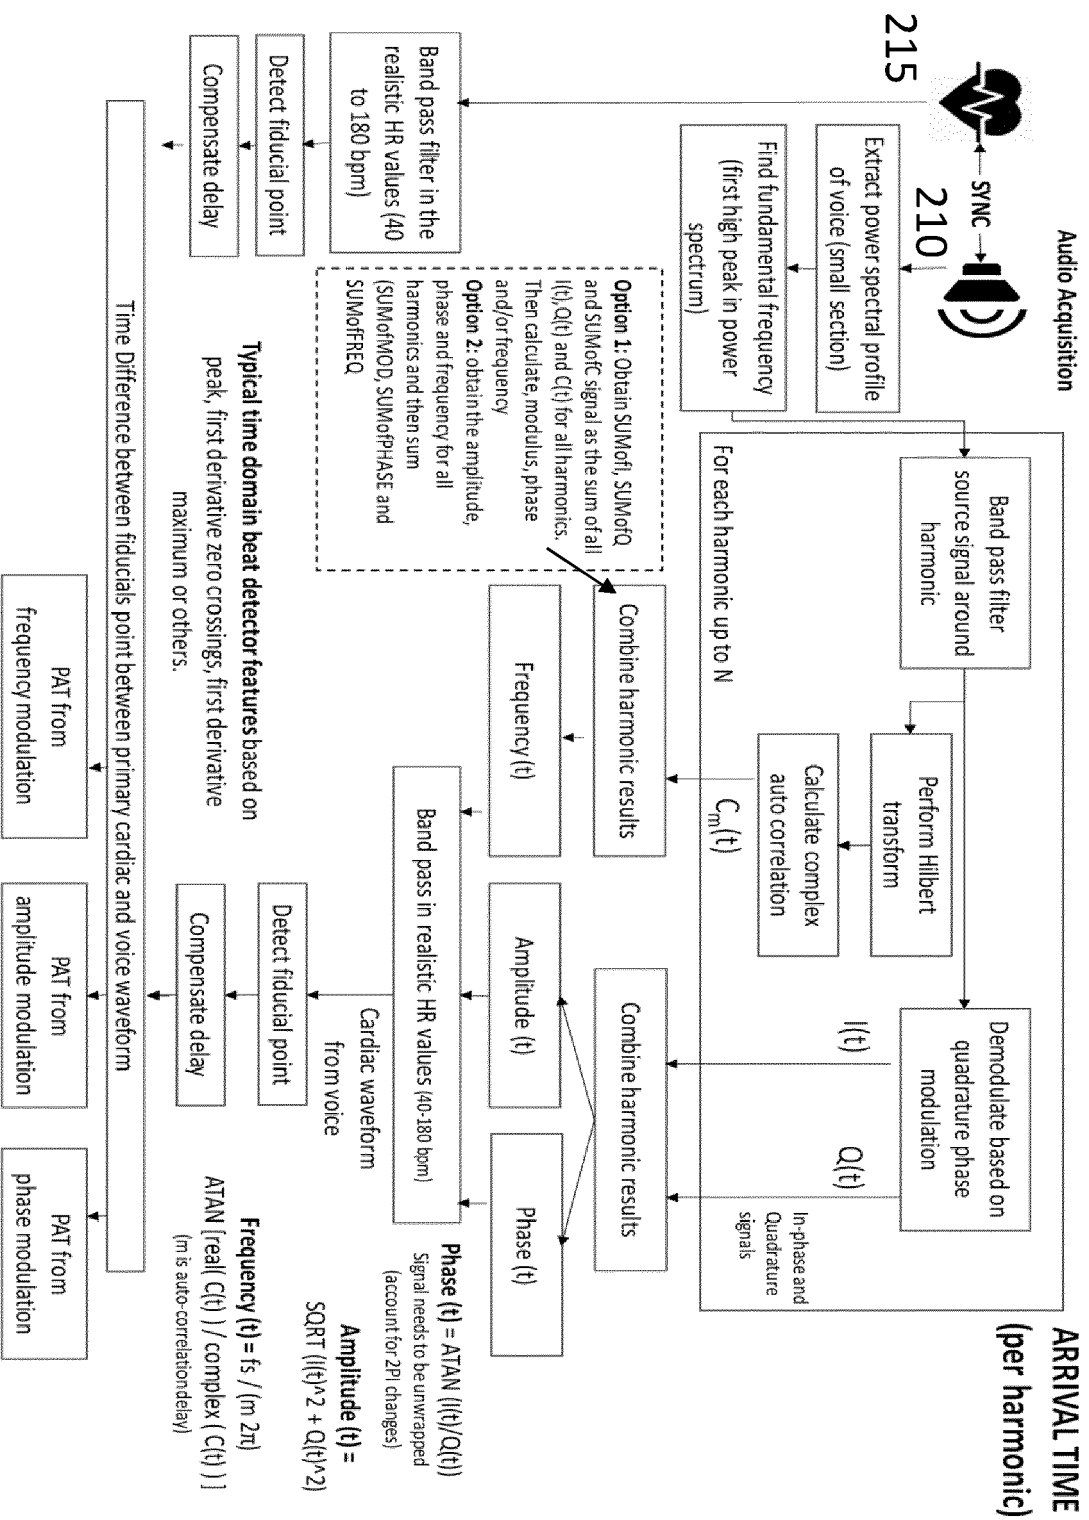 ARRIVAL TIME
(per harmonic)
Audio Acquisition
SYNC
215
210
Extract power spectral profile
of voice (small section)
Find fundamental frequency
(first high peak in power
spectrum)
Band pass filter
source signal around
harmonic
Perform Hilbert
transform
Calculate complex
auto correlation
Cm(t)
For each harmonic up to N
Demodulate based on
quadrature phase
modulation
I(t)
Q(t)
In-phase and
Quadrature
signals
Band pass filter in the
realistic HR values (40
to 180 bpm)
Detect fiducial point
Compensate delay
Option 1: Obtain SUMofI, SUMofQ
and SUMofC signal as the sum of all
I(t),Q(t) and C(t) for all harmonics.
Then calculate, modulus, phase
and/or frequency
Option 2: obtain the amplitude,
phase and frequency for all
harmonics and then sum
(SUMofMOD, SUMofPHASE and
SUMofFREQ
Combine harmonic results
Combine harmonic results
Frequency (t)
Amplitude (t)
Phase (t)
Band pass in realistic HR values (40-180 bpm)
Cardiac waveform
from voice
Detect fiducial point
Compensate delay
Phase (t) = ATAN (I(t)/Q(t))
Signal needs to be unwrapped
(account for 2PI changes)
Amplitude (t) =
SQRT (I(t)^2 + Q(t)^2)
Frequency (t) = fs / (m 2π)
ATAN [real( C(t) ) / complex ( C(t) ) ]
(m is auto-correlation delay)
Typical time domain beat detector features based on
peak, first derivative zero crossings, first derivative
maximum or others.
Time Difference between fiducials point between primary cardiac and voice waveform
PAT from
frequency modulation
PAT from
amplitude modulation
PAT from
phase modulation